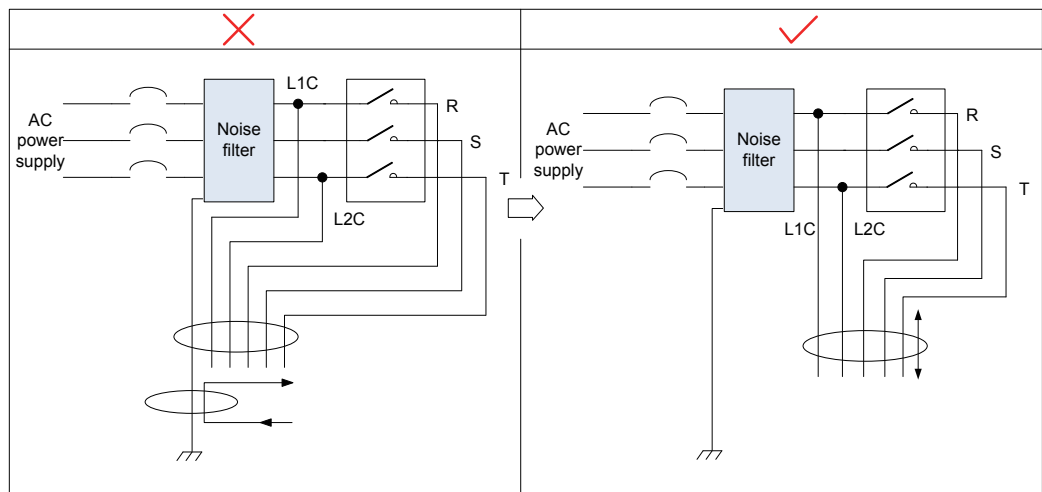 L1C
AC
power
supply
Noise
filter
R
S
T
L2C
AC
power
supply
Noise
filter
R
S
T
L1C
L2C